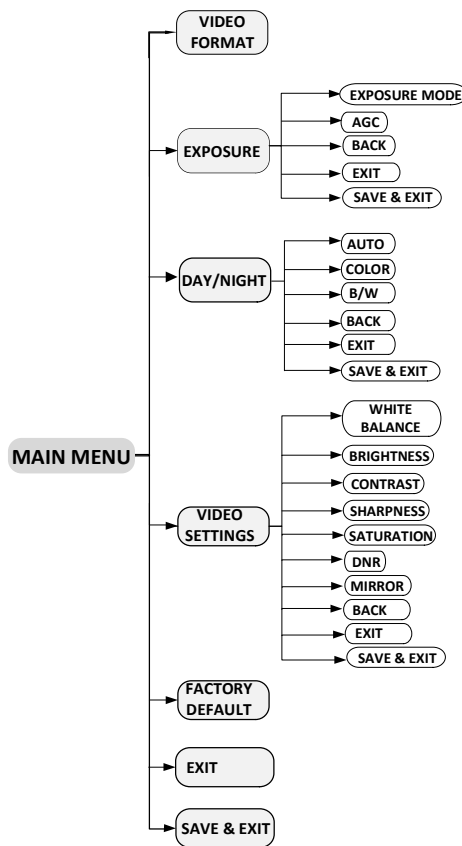 MAIN MENU
VIDEO
FORMAT
EXPOSURE
EXPOSURE MODE
AGC
BACK
EXIT
SAVE & EXIT
DAY/NIGHT
AUTO
COLOR
B/W
BACK
EXIT
SAVE & EXIT
VIDEO
SETTINGS
WHITE
BALANCE
BRIGHTNESS
CONTRAST
SHARPNESS
SATURATION
DNR
MIRROR
BACK
EXIT
SAVE & EXIT
FACTORY
DEFAULT
EXIT
SAVE & EXIT